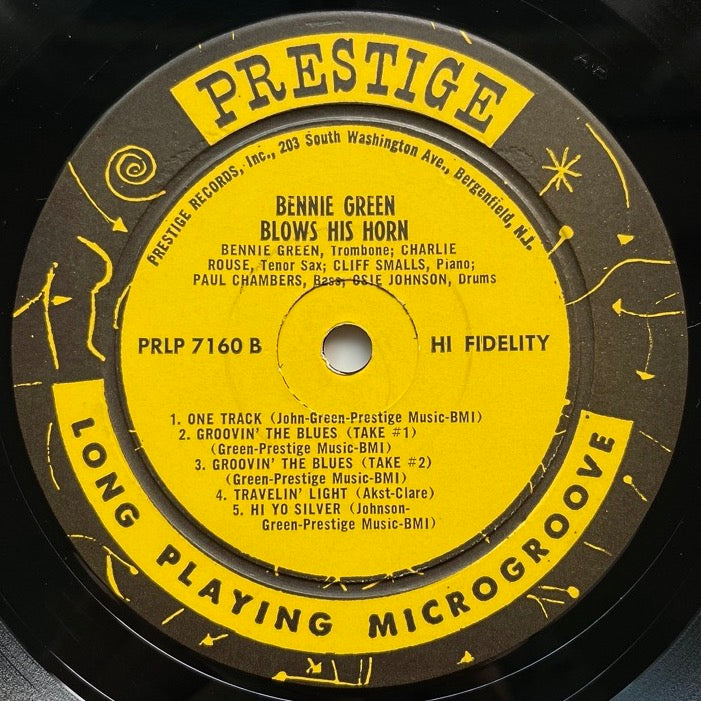 PRESTIGE
PRESTIGE RECORDS, Inc., 203 South Washington Ave., Bergenfield, N.J.
BENNIE GREEN
BLOWS HIS HORN
BENNIE GREEN, Trombone; CHARLIE
ROUSE, Tenor Sax; CLIFF SMALLS, Piano;
PAUL CHAMBERS, Bass; OSIE JOHNSON, Drums
PRLP 7160 B
HI FIDELITY
1. ONE TRACK (John-Green-Prestige Music-BMI)
2. GROOVIN' THE BLUES (TAKE #1)
(Green-Prestige Music-BMI)
3. GROOVIN' THE BLUES (TAKE #2)
(Green-Prestige Music-BMI)
4. TRAVELIN' LIGHT (Akst-Clare)
5. HI YO SILVER (Johnson-
Green-Prestige Music-BMI)
LONG PLAYING MICROGROOVE